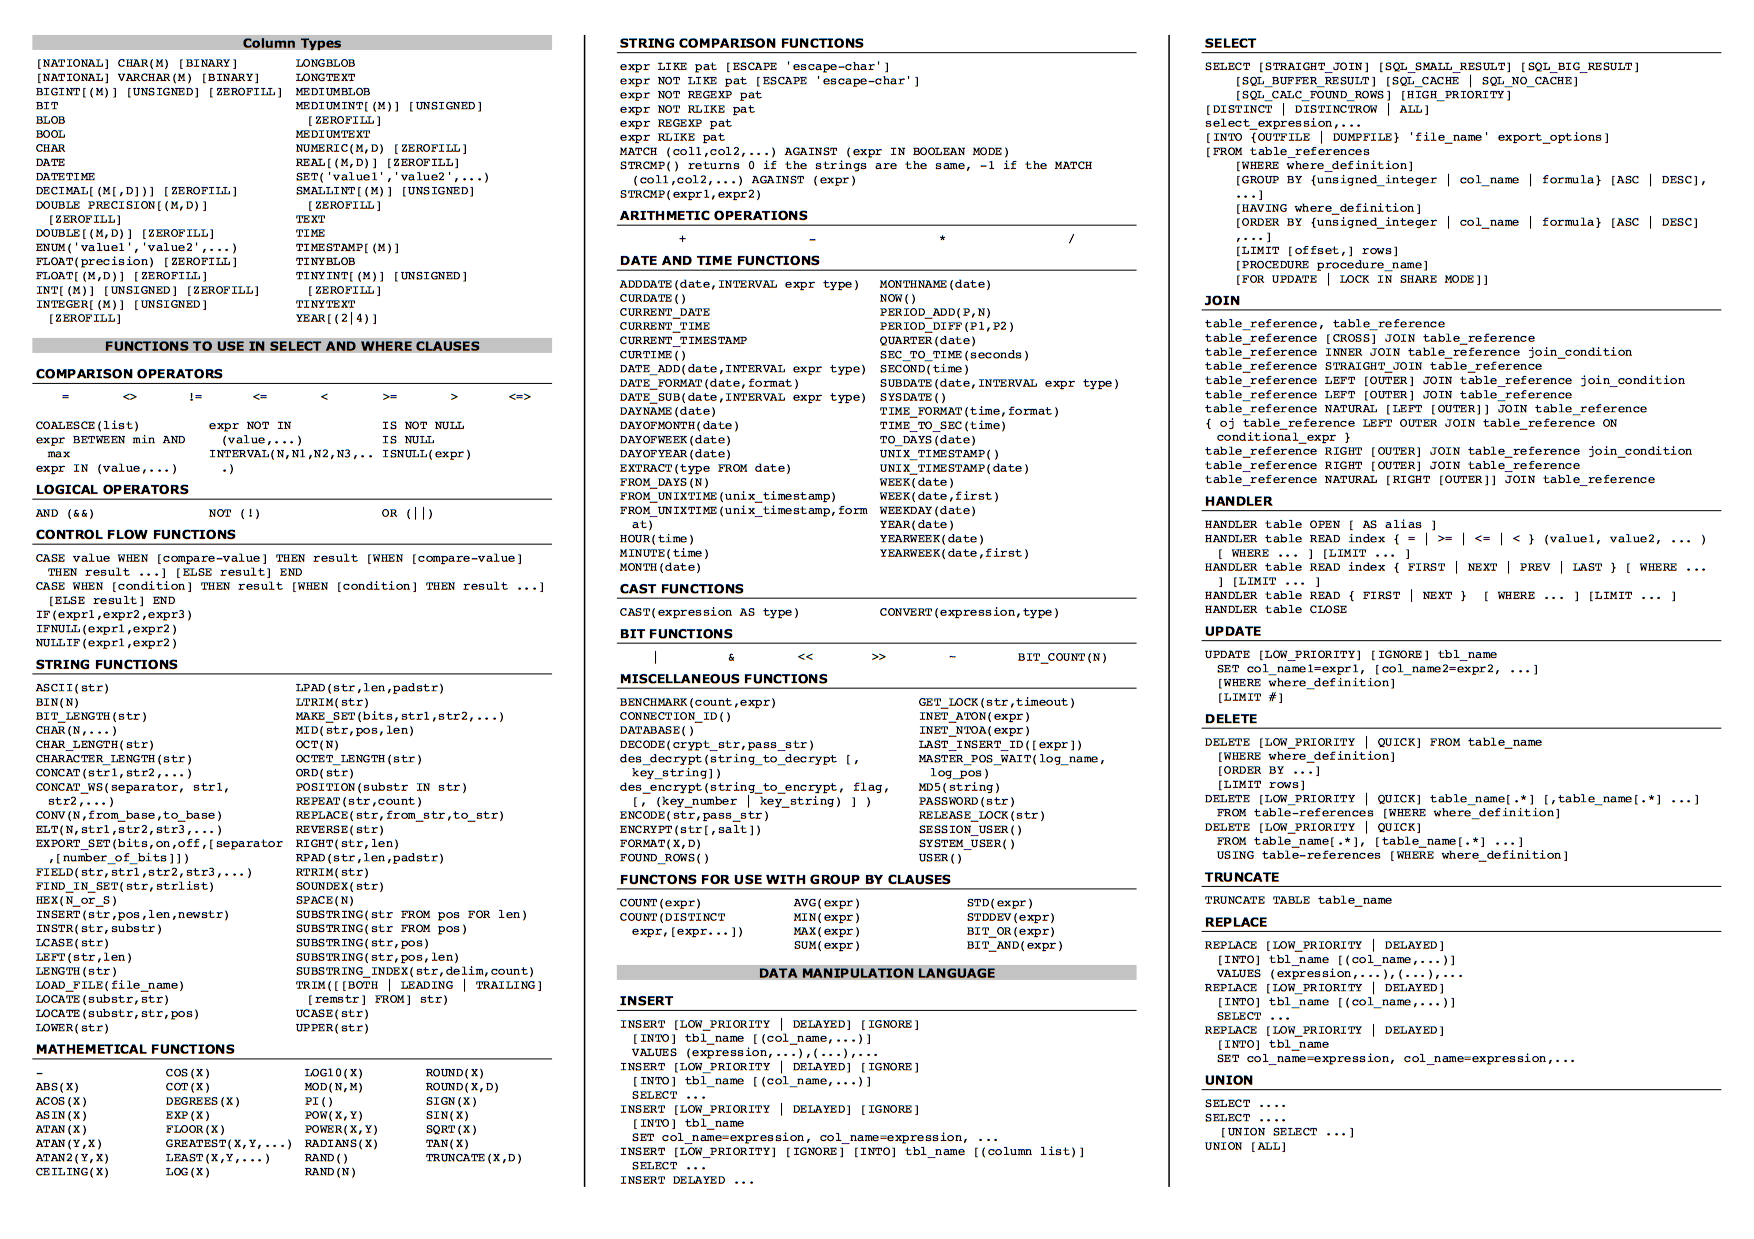 Column Types
[NATIONAL] CHAR(M) [BINARY]
[NATIONAL] VARCHAR(M) [BINARY]
BIGINT[(M)] [UNSIGNED] [ZEROFILL]
BIT
BLOB
BOOL
CHAR
DATE
DATETIME
DECIMAL[(M[,D])] [ZEROFILL]
DOUBLE PRECISION[(M,D)]
[ZEROFILL]
DOUBLE[(M,D)] [ZEROFILL]
ENUM('value1','value2',...)
FLOAT(precision) [ZEROFILL]
FLOAT[(M,D)] [ZEROFILL]
INT[(M)] [UNSIGNED] [ZEROFILL]
INTEGER[(M)] [UNSIGNED]
[ZEROFILL]
LONGBLOB
LONGTEXT
MEDIUMBLOB
MEDIUMINT[(M)] [UNSIGNED]
[ZEROFILL]
MEDIUMTEXT
NUMERIC(M,D) [ZEROFILL]
REAL[(M,D)] [ZEROFILL]
SET('value1','value2',...)
SMALLINT[(M)] [UNSIGNED]
[ZEROFILL]
TEXT
TIME
TIMESTAMP[(M)]
TINYBLOB
TINYINT[(M)] [UNSIGNED]
[ZEROFILL]
TINYTEXT
YEAR[(2|4)]
FUNCTIONS TO USE IN SELECT AND WHERE CLAUSES
COMPARISON OPERATORS
= <> != <= < >= > <=>
COALESCE(list)
expr BETWEEN min AND
max
expr IN (value,...)
expr NOT IN
(value,...)
INTERVAL(N,N1,N2,N3,..
.)
IS NOT NULL
IS NULL
ISNULL(expr)
LOGICAL OPERATORS
AND (&&) NOT (!) OR (||)
CONTROL FLOW FUNCTIONS
CASE value WHEN [compare-value] THEN result [WHEN [compare-value]
THEN result ...] [ELSE result] END
CASE WHEN [condition] THEN result [WHEN [condition] THEN result ...]
[ELSE result] END
IF(expr1,expr2,expr3)
IFNULL(expr1,expr2)
NULLIF(expr1,expr2)
STRING FUNCTIONS
ASCII(str)
BIN(N)
BIT_LENGTH(str)
CHAR(N,...)
CHAR_LENGTH(str)
CHARACTER_LENGTH(str)
CONCAT(str1,str2,...)
CONCAT_WS(separator, str1,
str2,...)
CONV(N,from_base,to_base)
ELT(N,str1,str2,str3,...)
EXPORT_SET(bits,on,off,[separator
,[number_of_bits]])
FIELD(str,str1,str2,str3,...)
FIND_IN_SET(str,strlist)
HEX(N_or_S)
INSERT(str,pos,len,newstr)
INSTR(str,substr)
LCASE(str)
LEFT(str,len)
LENGTH(str)
LOAD_FILE(file_name)
LOCATE(substr,str)
LOCATE(substr,str,pos)
LOWER(str)
LPAD(str,len,padstr)
LTRIM(str)
MAKE_SET(bits,str1,str2,...)
MID(str,pos,len)
OCT(N)
OCTET_LENGTH(str)
ORD(str)
POSITION(substr IN str)
REPEAT(str,count)
REPLACE(str,from_str,to_str)
REVERSE(str)
RIGHT(str,len)
RPAD(str,len,padstr)
RTRIM(str)
SOUNDEX(str)
SPACE(N)
SUBSTRING(str FROM pos FOR len)
SUBSTRING(str FROM pos)
SUBSTRING(str,pos)
SUBSTRING(str,pos,len)
SUBSTRING_INDEX(str,delim,count)
TRIM([[BOTH | LEADING | TRAILING]
[remstr] FROM] str)
UCASE(str)
UPPER(str)
MATHEMETICAL FUNCTIONS
-
ABS(X)
ACOS(X)
ASIN(X)
ATAN(X)
ATAN(Y,X)
ATAN2(Y,X)
CEILING(X)
COS(X)
COT(X)
DEGREES(X)
EXP(X)
FLOOR(X)
GREATEST(X,Y,...)
LEAST(X,Y,...)
LOG(X)
LOG10(X)
MOD(N,M)
PI()
POW(X,Y)
POWER(X,Y)
RADIANS(X)
RAND()
RAND(N)
ROUND(X)
ROUND(X,D)
SIGN(X)
SIN(X)
SQRT(X)
TAN(X)
TRUNCATE(X,D)
STRING COMPARISON FUNCTIONS
expr LIKE pat [ESCAPE 'escape-char']
expr NOT LIKE pat [ESCAPE 'escape-char']
expr NOT REGEXP pat
expr NOT RLIKE pat
expr REGEXP pat
expr RLIKE pat
MATCH (col1,col2,...) AGAINST (expr IN BOOLEAN MODE)
STRCMP() returns 0 if the strings are the same, -1 if the MATCH
(col1,col2,...) AGAINST (expr)
STRCMP(expr1,expr2)
ARITHMETIC OPERATIONS
+ - * /
DATE AND TIME FUNCTIONS
ADDDATE(date,INTERVAL expr type)
CURDATE()
CURRENT_DATE
CURRENT_TIME
CURRENT_TIMESTAMP
CURTIME()
DATE_ADD(date,INTERVAL expr type)
DATE_FORMAT(date,format)
DATE_SUB(date,INTERVAL expr type)
DAYNAME(date)
DAYOFMONTH(date)
DAYOFWEEK(date)
DAYOFYEAR(date)
EXTRACT(type FROM date)
FROM_DAYS(N)
FROM_UNIXTIME(unix_timestamp)
FROM_UNIXTIME(unix_timestamp,form
at)
HOUR(time)
MINUTE(time)
MONTH(date)
MONTHNAME(date)
NOW()
PERIOD_ADD(P,N)
PERIOD_DIFF(P1,P2)
QUARTER(date)
SEC_TO_TIME(seconds)
SECOND(time)
SUBDATE(date,INTERVAL expr type)
SYSDATE()
TIME_FORMAT(time,format)
TIME_TO_SEC(time)
TO_DAYS(date)
UNIX_TIMESTAMP()
UNIX_TIMESTAMP(date)
WEEK(date)
WEEK(date,first)
WEEKDAY(date)
YEAR(date)
YEARWEEK(date)
YEARWEEK(date,first)
CAST FUNCTIONS
CAST(expression AS type) CONVERT(expression,type)
BIT FUNCTIONS
| & << >> ~ BIT_COUNT(N)
MISCELLANEOUS FUNCTIONS
BENCHMARK(count,expr)
CONNECTION_ID()
DATABASE()
DECODE(crypt_str,pass_str)
des_decrypt(string_to_decrypt [,
key_string])
des_encrypt(string_to_encrypt, flag,
[, (key_number | key_string) ] )
ENCODE(str,pass_str)
ENCRYPT(str[,salt])
FORMAT(X,D)
FOUND_ROWS()
GET_LOCK(str,timeout)
INET_ATON(expr)
INET_NTOA(expr)
LAST_INSERT_ID([expr])
MASTER_POS_WAIT(log_name,
log_pos)
MD5(string)
PASSWORD(str)
RELEASE_LOCK(str)
SESSION_USER()
SYSTEM_USER()
USER()
FUNCTONS FOR USE WITH GROUP BY CLAUSES
COUNT(expr)
COUNT(DISTINCT
expr,[expr...])
AVG(expr)
MIN(expr)
MAX(expr)
SUM(expr)
STD(expr)
STDDEV(expr)
BIT_OR(expr)
BIT_AND(expr)
DATA MANIPULATION LANGUAGE
INSERT
INSERT [LOW_PRIORITY | DELAYED] [IGNORE]
[INTO] tbl_name [(col_name,...)]
VALUES (expression,...),(...),...
INSERT [LOW_PRIORITY | DELAYED] [IGNORE]
[INTO] tbl_name [(col_name,...)]
SELECT ...
INSERT [LOW_PRIORITY | DELAYED] [IGNORE]
[INTO] tbl_name
SET col_name=expression, col_name=expression, ...
INSERT [LOW_PRIORITY] [IGNORE] [INTO] tbl_name [(column list)]
SELECT ...
INSERT DELAYED ...
SELECT
SELECT [STRAIGHT_JOIN] [SQL_SMALL_RESULT] [SQL_BIG_RESULT]
[SQL_BUFFER_RESULT] [SQL_CACHE | SQL_NO_CACHE]
[SQL_CALC_FOUND_ROWS] [HIGH_PRIORITY]
[DISTINCT | DISTINCTROW | ALL]
select_expression,...
[INTO {OUTFILE | DUMPFILE} 'file_name' export_options]
[FROM table_references
[WHERE where_definition]
[GROUP BY {unsigned_integer | col_name | formula} [ASC | DESC],
...]
[HAVING where_definition]
[ORDER BY {unsigned_integer | col_name | formula} [ASC | DESC]
,...]
[LIMIT [offset,] rows]
[PROCEDURE procedure_name]
[FOR UPDATE | LOCK IN SHARE MODE]]
JOIN
table_reference, table_reference
table_reference [CROSS] JOIN table_reference
table_reference INNER JOIN table_reference join_condition
table_reference STRAIGHT_JOIN table_reference
table_reference LEFT [OUTER] JOIN table_reference join_condition
table_reference LEFT [OUTER] JOIN table_reference
table_reference NATURAL [LEFT [OUTER]] JOIN table_reference
{ oj table_reference LEFT OUTER JOIN table_reference ON
conditional_expr }
table_reference RIGHT [OUTER] JOIN table_reference join_condition
table_reference RIGHT [OUTER] JOIN table_reference
table_reference NATURAL [RIGHT [OUTER]] JOIN table_reference
HANDLER
HANDLER table OPEN [ AS alias ]
HANDLER table READ index { = | >= | <= | < } (value1, value2, ... )
[ WHERE ... ] [LIMIT ... ]
HANDLER table READ index { FIRST | NEXT | PREV | LAST } [ WHERE ...
] [LIMIT ... ]
HANDLER table READ { FIRST | NEXT } [ WHERE ... ] [LIMIT ... ]
HANDLER table CLOSE
UPDATE
UPDATE [LOW_PRIORITY] [IGNORE] tbl_name
SET col_name1=expr1, [col_name2=expr2, ...]
[WHERE where_definition]
[LIMIT #]
DELETE
DELETE [LOW_PRIORITY | QUICK] FROM table_name
[WHERE where_definition]
[ORDER BY ...]
[LIMIT rows]
DELETE [LOW_PRIORITY | QUICK] table_name[.*] [,table_name[.*] ...]
FROM table-references [WHERE where_definition]
DELETE [LOW_PRIORITY | QUICK]
FROM table_name[.*], [table_name[.*] ...]
USING table-references [WHERE where_definition]
TRUNCATE
TRUNCATE TABLE table_name
REPLACE
REPLACE [LOW_PRIORITY | DELAYED]
[INTO] tbl_name [(col_name,...)]
VALUES (expression,...),(...),...
REPLACE [LOW_PRIORITY | DELAYED]
[INTO] tbl_name [(col_name,...)]
SELECT ...
REPLACE [LOW_PRIORITY | DELAYED]
[INTO] tbl_name
SET col_name=expression, col_name=expression,...
UNION
SELECT ....
SELECT ....
[UNION SELECT ...]
UNION [ALL]